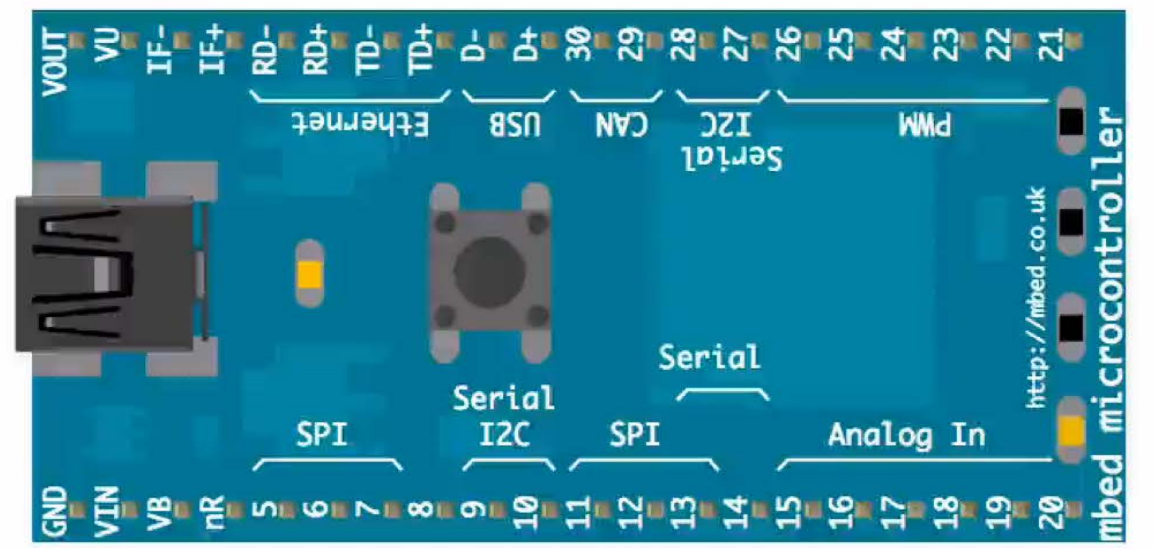 VOUT VU IF- IF+ RD- RD+ TD- TD+ D- D+ 30 29 28 27 26 25 24 23 22 21
Ethernet USB CAN I2C PWM
Serial
http://mbed.co.uk
mbed microcontroller
Serial
Serial
SPI I2C SPI Analog In
GND VIN VB nR 5 6 7 8 9 10 11 12 13 14 15 16 17 18 19 20